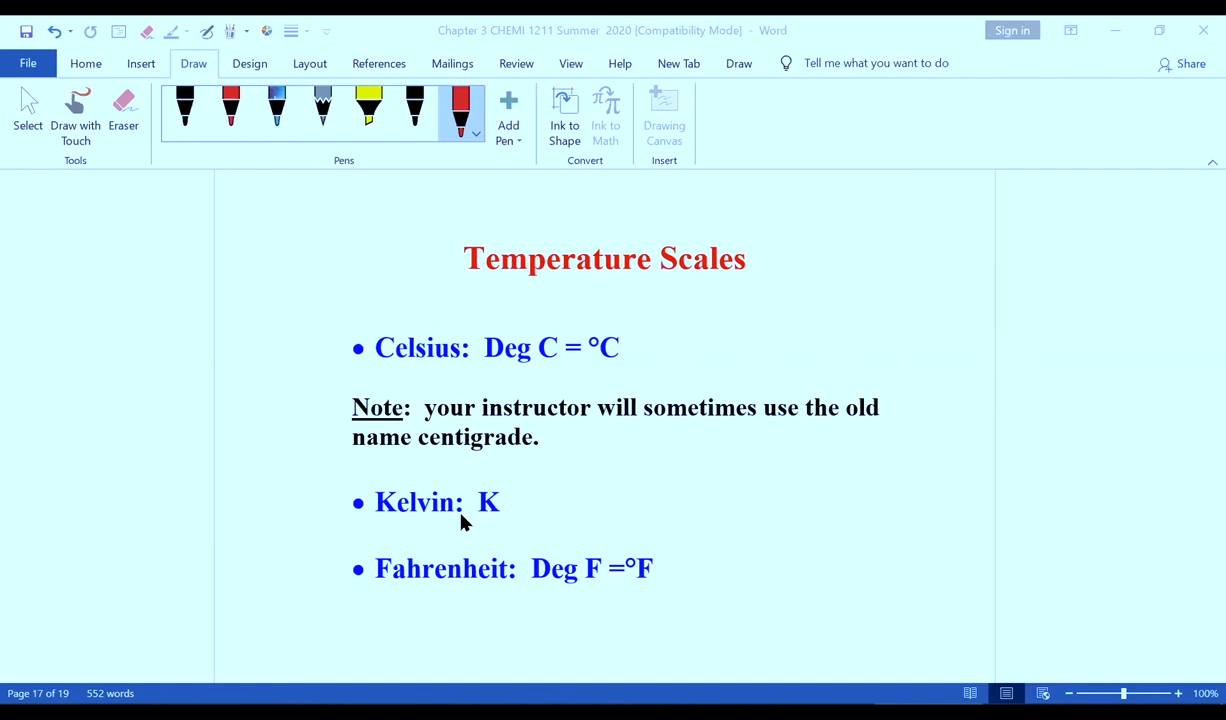 Chapter 3 CHEMI 1211 Summer 2020 [Compatibility Mode] - Word
Sign in
File Home Insert Draw Design Layout References Mailings Review View Help New Tab Draw Tell me what you want to do Share
Select Draw with Touch Eraser Add Pen Ink to Shape Ink to Math Drawing Canvas
Tools Pens Convert Insert
Temperature Scales
• Celsius: Deg C = °C
Note: your instructor will sometimes use the old
name centigrade.
• Kelvin: K
• Fahrenheit: Deg F =°F
Page 17 of 19 552 words 100%